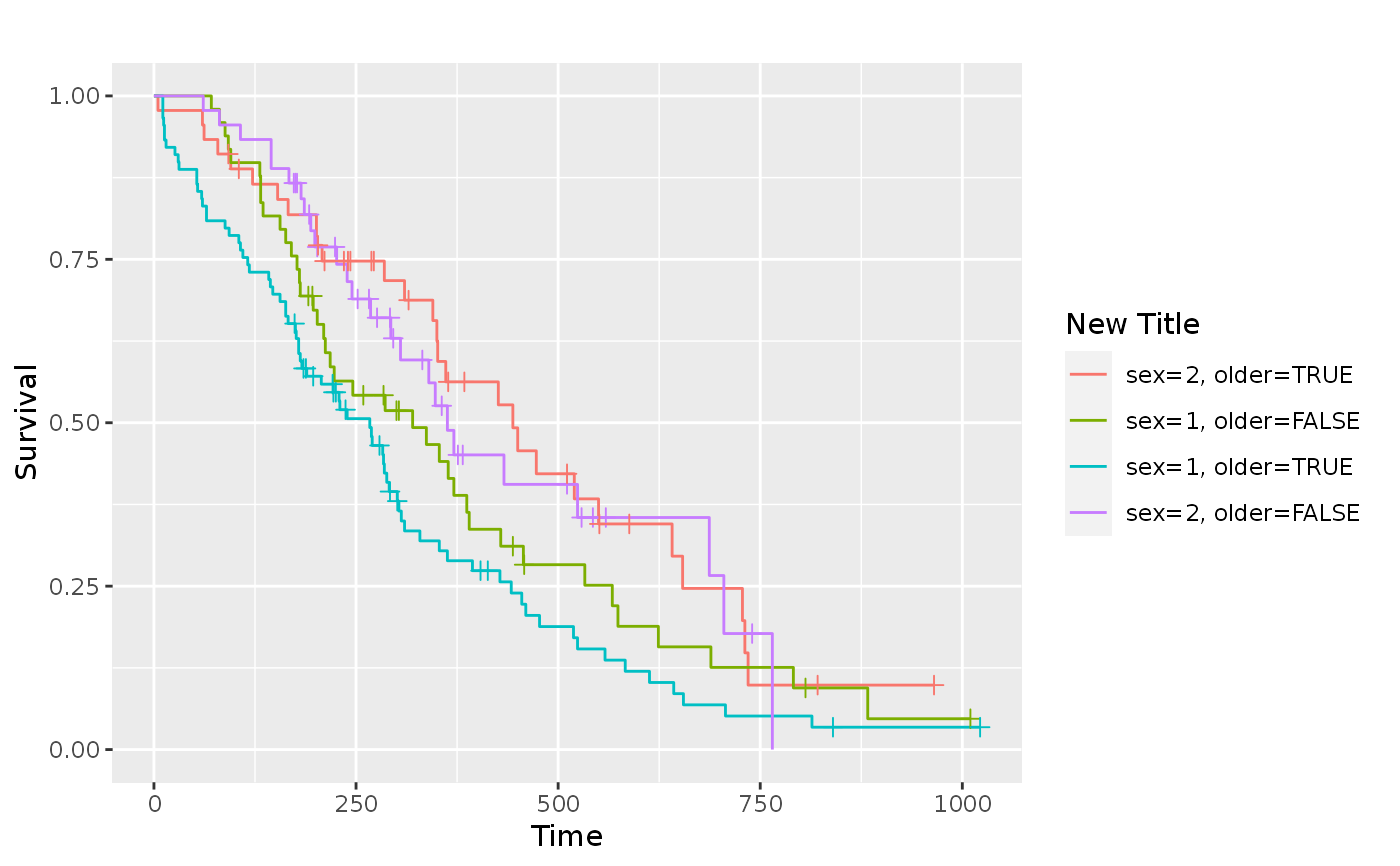 1.00
0.75
0.50
0.25
0.00
Survival
0
250
500
750
1000
Time
New Title
sex=2, older=TRUE
sex=1, older=FALSE
sex=1, older=TRUE
sex=2, older=FALSE